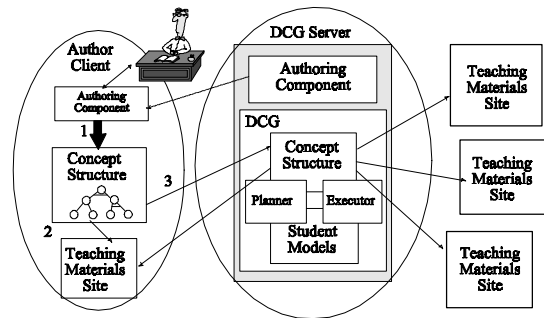 Author
Client
Authoring
Component
1
Concept
Structure
2
Teaching
Materials
Site
3
DCG Server
Authoring
Component
DCG
Concept
Structure
Planner
Executor
Student
Models
Teaching
Materials
Site
Teaching
Materials
Site
Teaching
Materials
Site